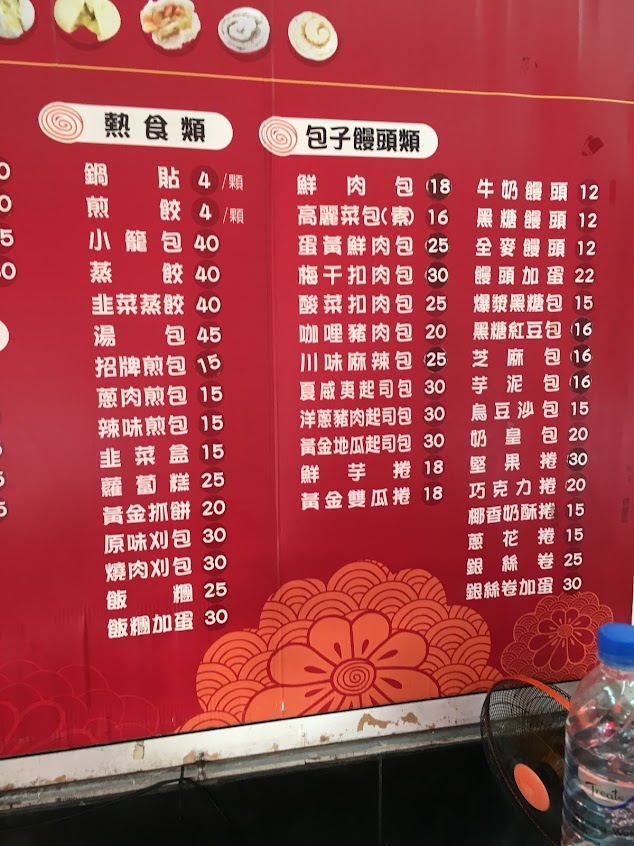 0
0
5
0
熱食類
鍋貼 4 /顆
煎餃 4 /顆
小籠包 40
蒸餃 40
韭菜蒸餃 40
湯包 45
招牌煎包 15
蔥肉煎包 15
辣味煎包 15
韭菜盒 15
蘿蔔糕 25
黃金抓餅 20
原味刈包 30
燒肉刈包 30
飯糰 25
飯糰加蛋 30
包子饅頭類
鮮肉包 18
高麗菜包(素) 16
蛋黃鮮肉包 25
梅干扣肉包 30
酸菜扣肉包 25
咖哩豬肉包 20
川味麻辣包 25
夏威夷起司包 30
洋蔥豬肉起司包 30
黃金地瓜起司包 30
鮮芋捲 18
黃金雙瓜捲 18
牛奶饅頭 12
黑糖饅頭 12
全麥饅頭 12
饅頭加蛋 22
爆漿黑糖包 15
黑糖紅豆包 16
芝麻包 16
芋泥包 16
烏豆沙包 15
奶皇包 20
堅果捲 30
巧克力捲 20
椰香奶酥捲 15
蔥花捲 15
銀絲卷 25
銀絲卷加蛋 30
Treats